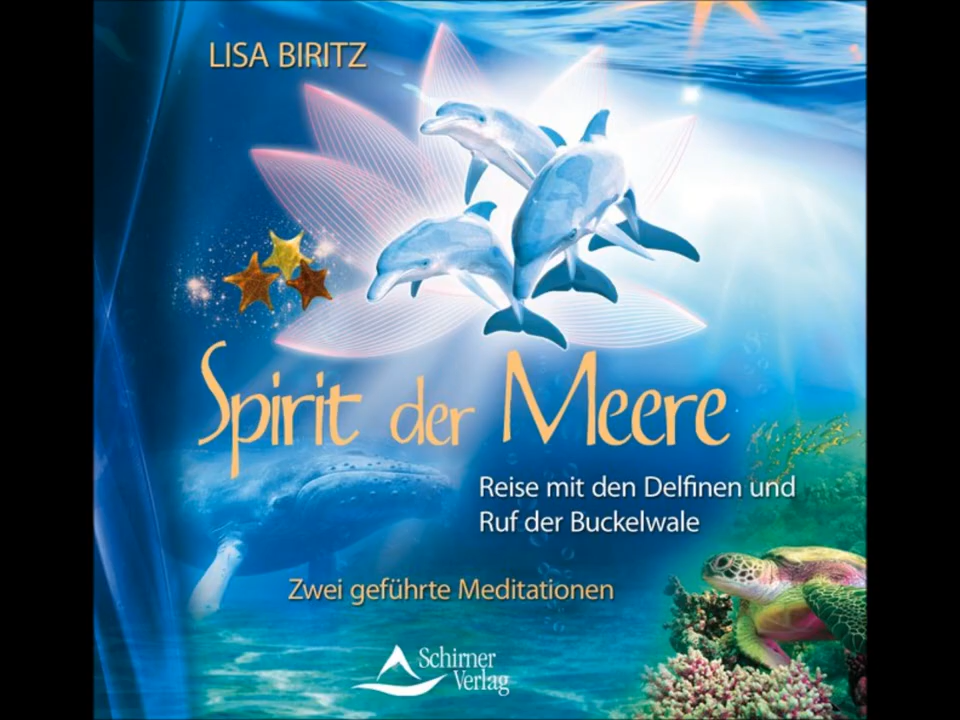 LISA BIRITZ
Spirit der Meere
Reise mit den Delfinen und
Ruf der Buckelwale
Zwei geführte Meditationen
Schirner
Verlag